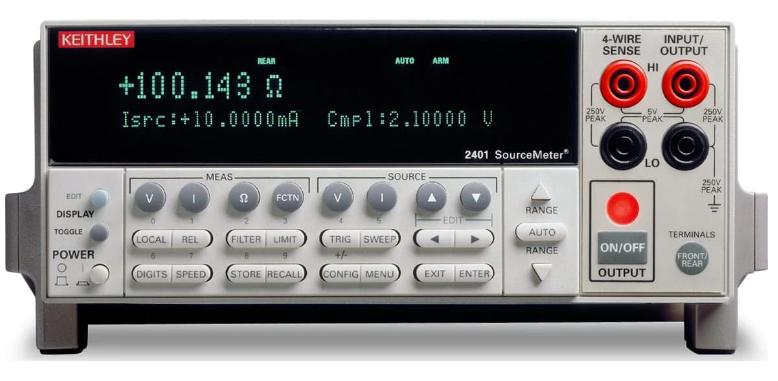 KEITHLEY
REAR AUTO ARM
+100.143 Ω
Isrc:+10.0000mA Cmpl:2.10000 V
2401 SourceMeter®
4-WIRE SENSE
INPUT/ OUTPUT
HI
250V PEAK
5V PEAK
250V PEAK
LO
250V PEAK
MEAS
SOURCE
EDIT
DISPLAY
TOGGLE
POWER
V I Ω FCTN V I
EDIT
0 1 2 3 4 5
LOCAL REL FILTER LIMIT TRIG SWEEP
6 7 8 9 +/-
DIGITS SPEED STORE RECALL CONFIG MENU EXIT ENTER
RANGE
AUTO
RANGE
ON/OFF
OUTPUT
TERMINALS
FRONT/
REAR